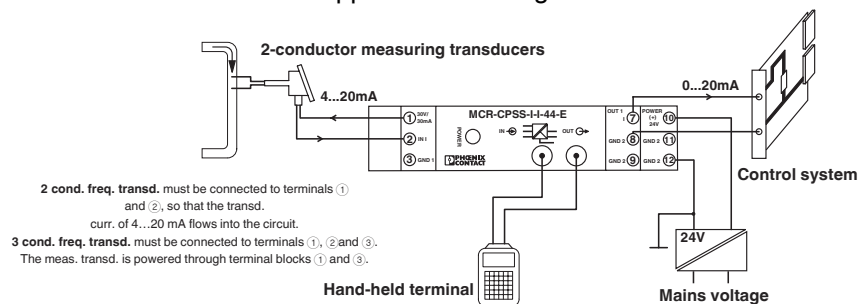 2-conductor measuring transducers
4...20mA
0...20mA
1 30V/ 30mA
2 IN I
3 GND 1
POWER
MCR-CPSS-I-I-44-E
IN
OUT
PHŒNIX
CONTACT
OUT 1
I 7
GND 2 8
GND 2 9
POWER
(+) 10
24V
GND 2 11
GND 2 12
Control system
2 cond. freq. transd. must be connected to terminals ①
and ②, so that the transd.
curr. of 4…20 mA flows into the circuit.
3 cond. freq. transd. must be connected to terminals ①, ②and ③.
The meas. transd. is powered through terminal blocks ① and ③.
24V
Hand-held terminal
Mains voltage